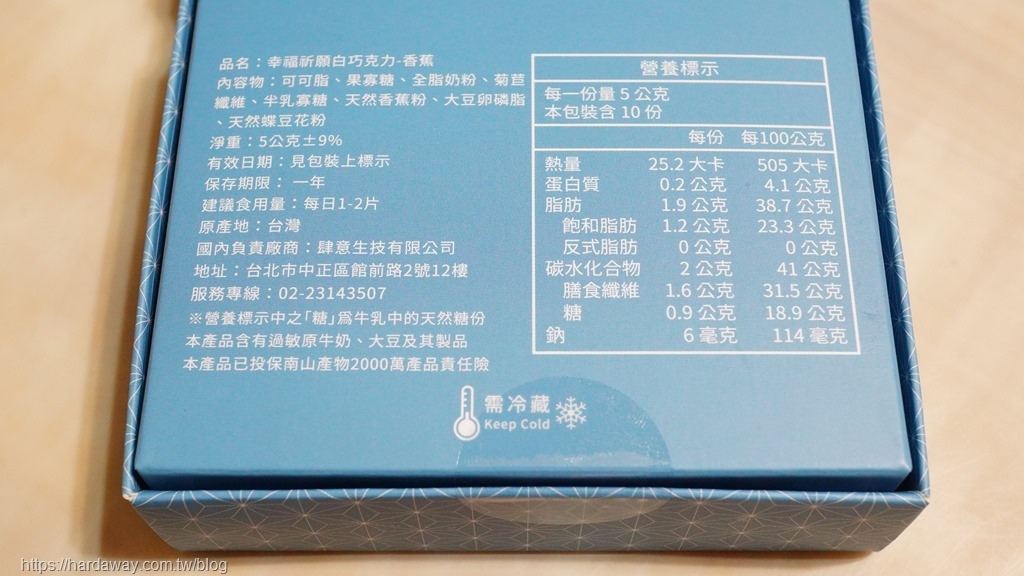 品名：幸福祈願白巧克力-香蕉
內容物：可可脂、果寡糖、全脂奶粉、菊苣
纖維、半乳寡糖、天然香蕉粉、大豆卵磷脂
、天然蝶豆花粉
淨重：5公克±9%
有效日期：見包裝上標示
保存期限： 一年
建議食用量：每日1-2片
原產地：台灣
國內負責廠商：肆意生技有限公司
地址：台北市中正區館前路2號12樓
服務專線：02-23143507
※營養標示中之「糖」爲牛乳中的天然糖份
本產品含有過敏原牛奶、大豆及其製品
本產品已投保南山產物2000萬產品責任險
營養標示
每一份量 5 公克
本包裝含 10 份
每份 每100公克
熱量 25.2 大卡 505 大卡
蛋白質 0.2 公克 4.1 公克
脂肪 1.9 公克 38.7 公克
飽和脂肪 1.2 公克 23.3 公克
反式脂肪 0 公克 0 公克
碳水化合物 2 公克 41 公克
膳食纖維 1.6 公克 31.5 公克
糖 0.9 公克 18.9 公克
鈉 6 毫克 114 毫克
需冷藏
Keep Cold
https://hardaway.com.tw/blog